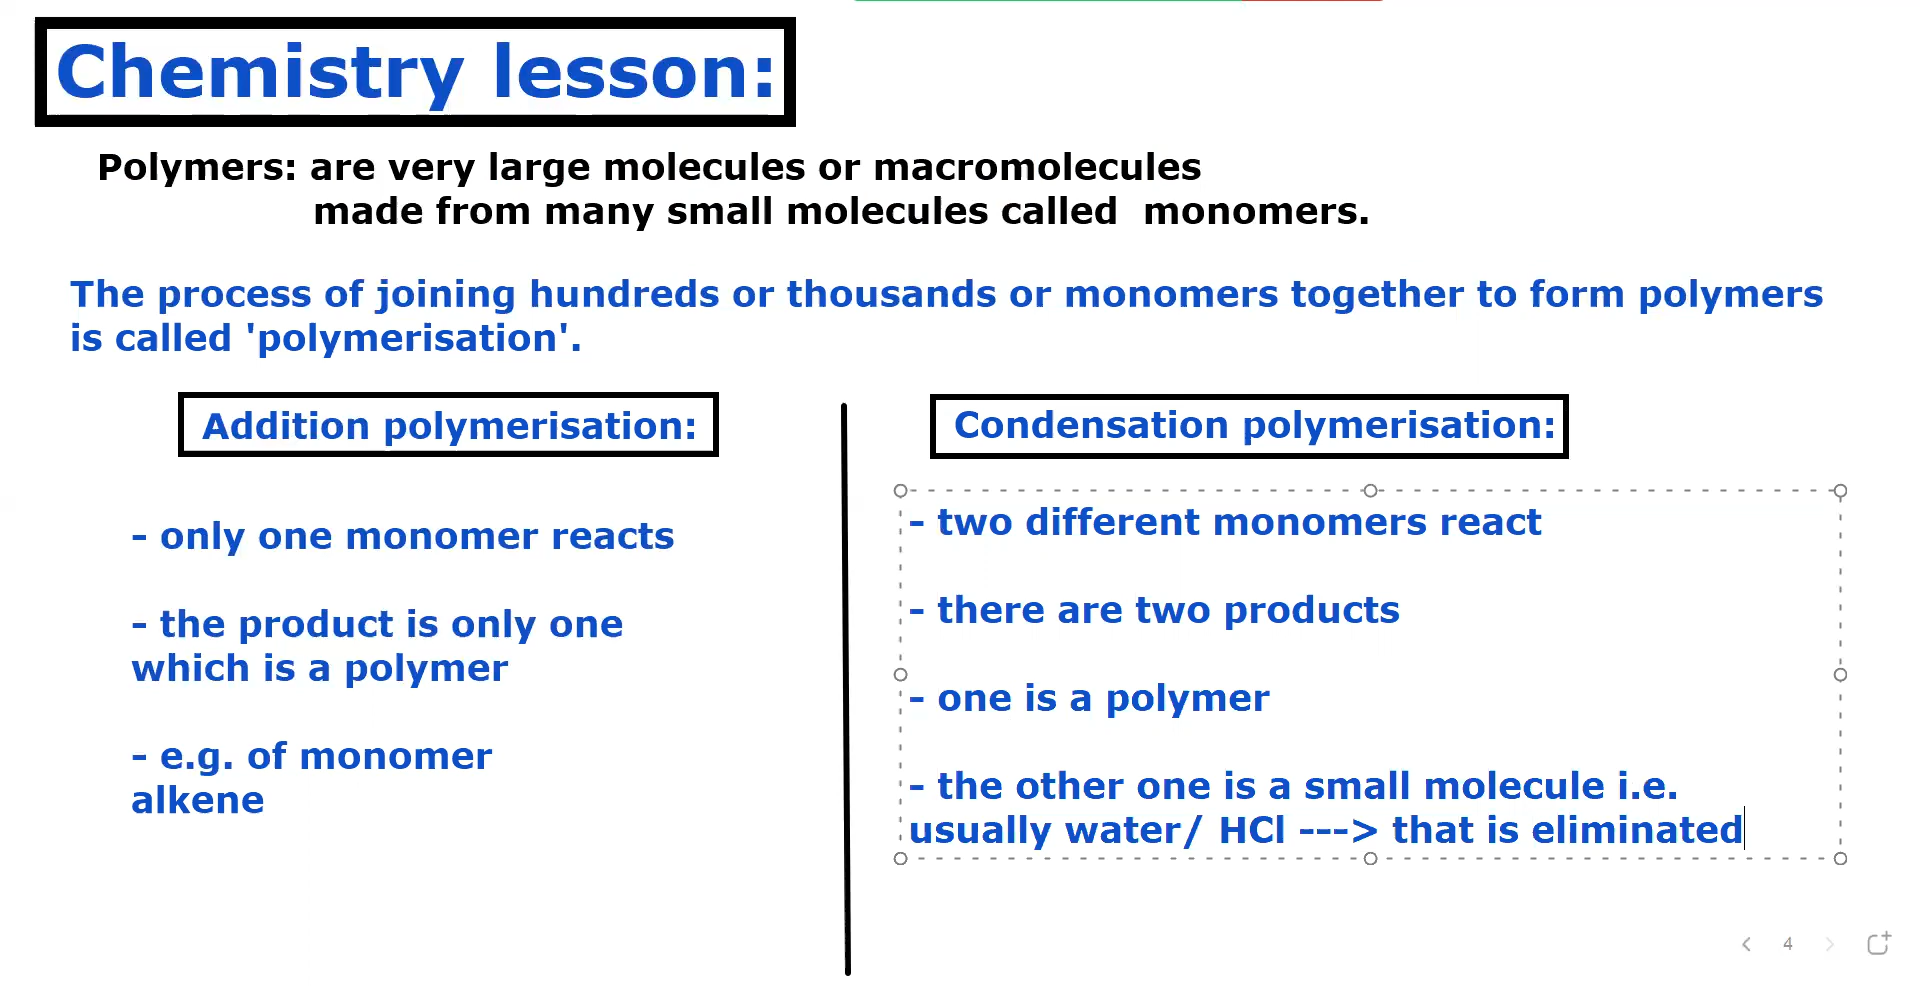 Chemistry lesson:
Polymers: are very large molecules or macromolecules
made from many small molecules called  monomers.
The process of joining hundreds or thousands or monomers together to form polymers
is called 'polymerisation'.
Addition polymerisation:
- only one monomer reacts
- the product is only one
which is a polymer
- e.g. of monomer
alkene
Condensation polymerisation:
- two different monomers react
- there are two products
- one is a polymer
- the other one is a small molecule i.e.
usually water/ HCl ---> that is eliminated
4